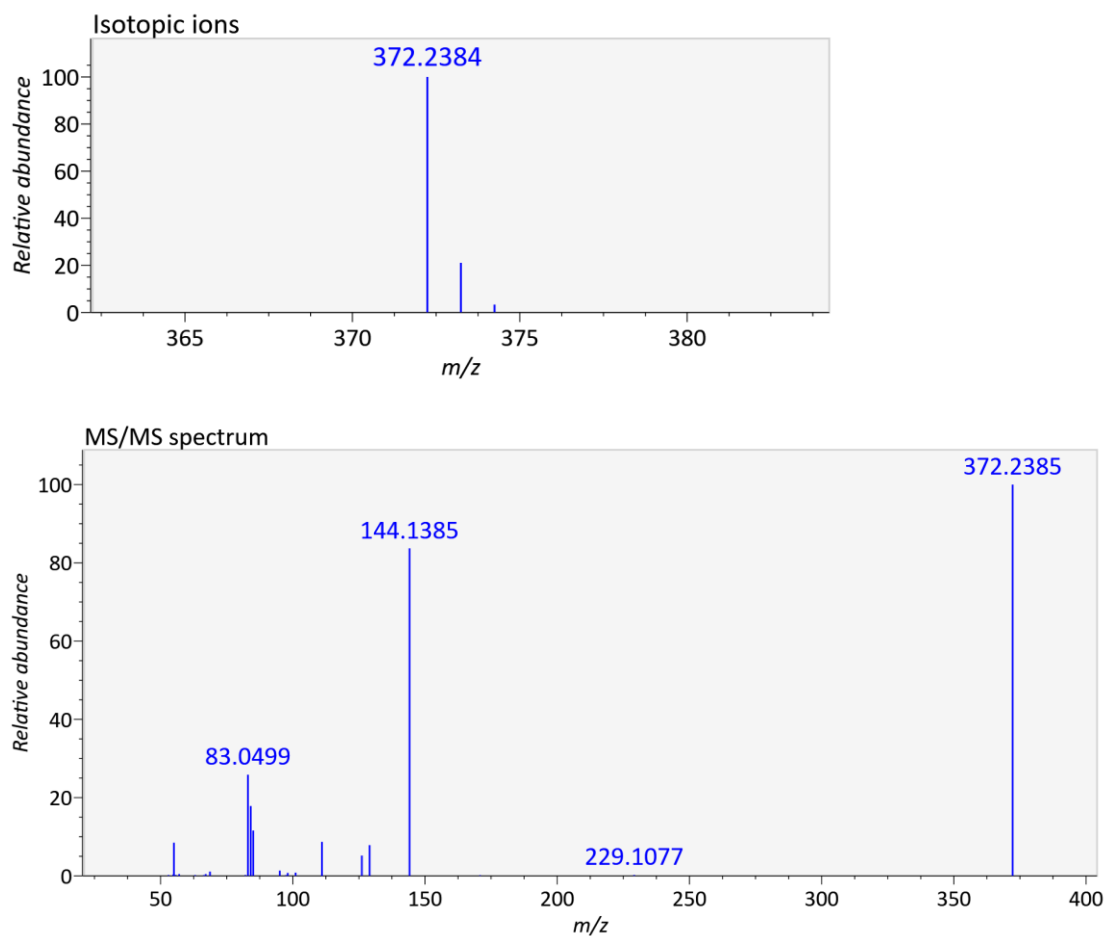 Isotopic ions
372.2384
Relative abundance
100
80
60
40
20
0
365 370 375 380
m/z
MS/MS spectrum
372.2385
144.1385
83.0499
229.1077
Relative abundance
100
80
60
40
20
0
50 100 150 200 250 300 350 400
m/z